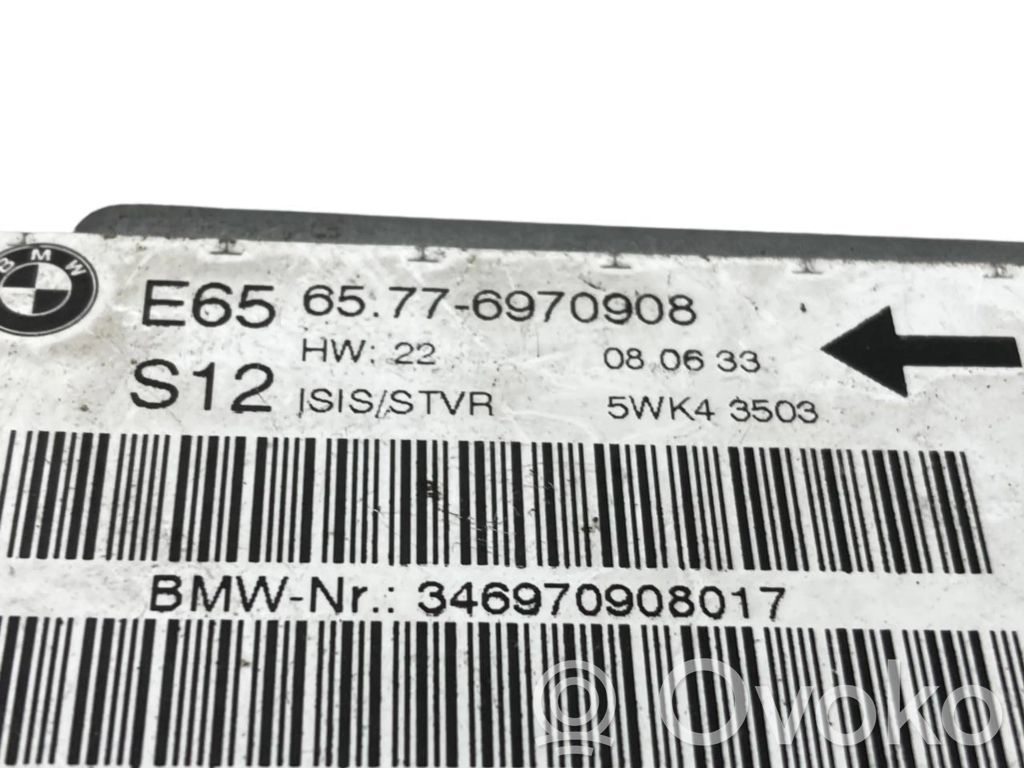 BMW
E65 65.77-6970908
HW: 22 08.06 33
S12 ISIS/STVR 5WK4 3503
BMW-Nr.: 346970908017
Ovoko